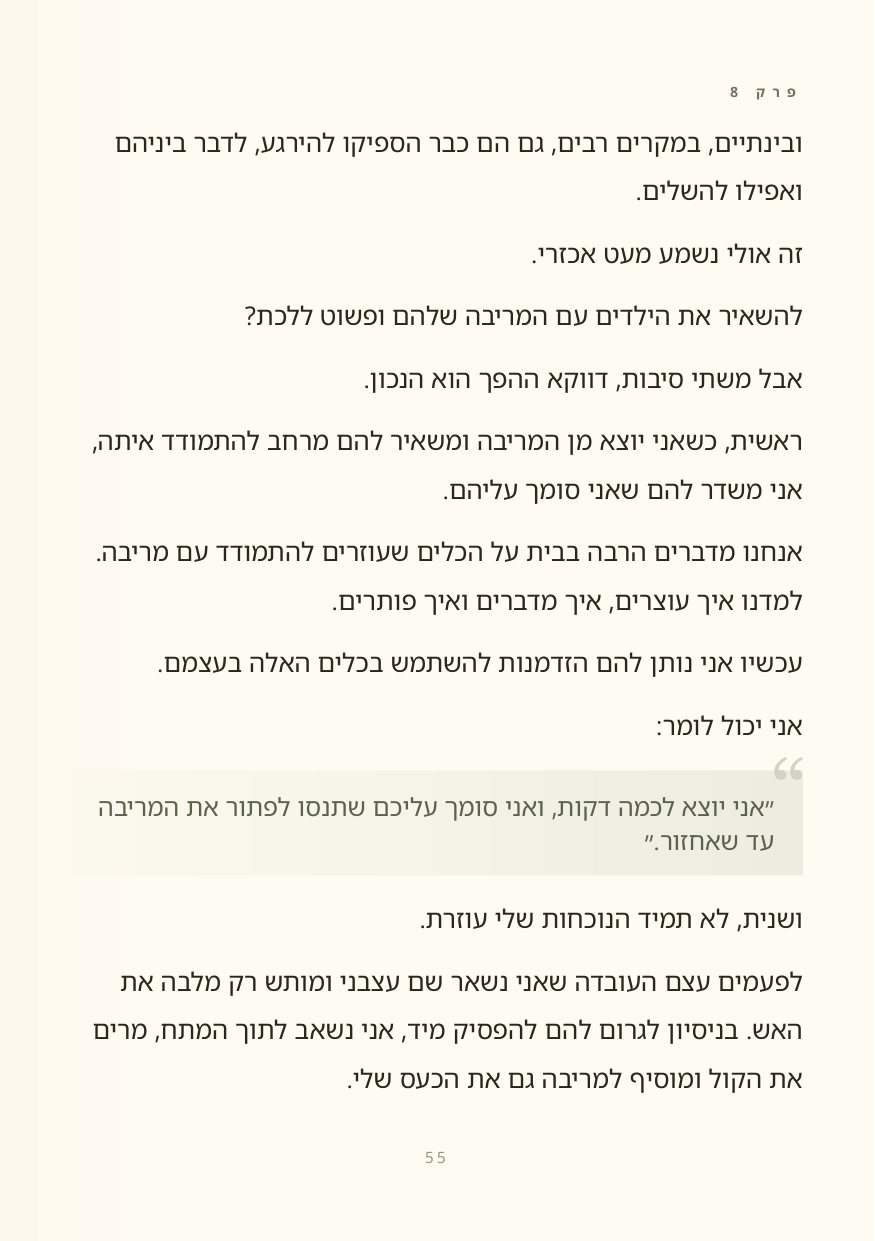 פרק 8
ובינתיים, במקרים רבים, גם הם כבר הספיקו להירגע, לדבר ביניהם
ואפילו להשלים.
זה אולי נשמע מעט אכזרי.
להשאיר את הילדים עם המריבה שלהם ופשוט ללכת?
אבל משתי סיבות, דווקא ההפך הוא הנכון.
ראשית, כשאני יוצא מן המריבה ומשאיר להם מרחב להתמודד איתה,
אני משדר להם שאני סומך עליהם.
אנחנו מדברים הרבה בבית על הכלים שעוזרים להתמודד עם מריבה.
למדנו איך עוצרים, איך מדברים ואיך פותרים.
עכשיו אני נותן להם הזדמנות להשתמש בכלים האלה בעצמם.
אני יכול לומר:
״אני יוצא לכמה דקות, ואני סומך עליכם שתנסו לפתור את המריבה
עד שאחזור.״
ושנית, לא תמיד הנוכחות שלי עוזרת.
לפעמים עצם העובדה שאני נשאר שם עצבני ומותש רק מלבה את
האש. בניסיון לגרום להם להפסיק מיד, אני נשאב לתוך המתח, מרים
את הקול ומוסיף למריבה גם את הכעס שלי.
55